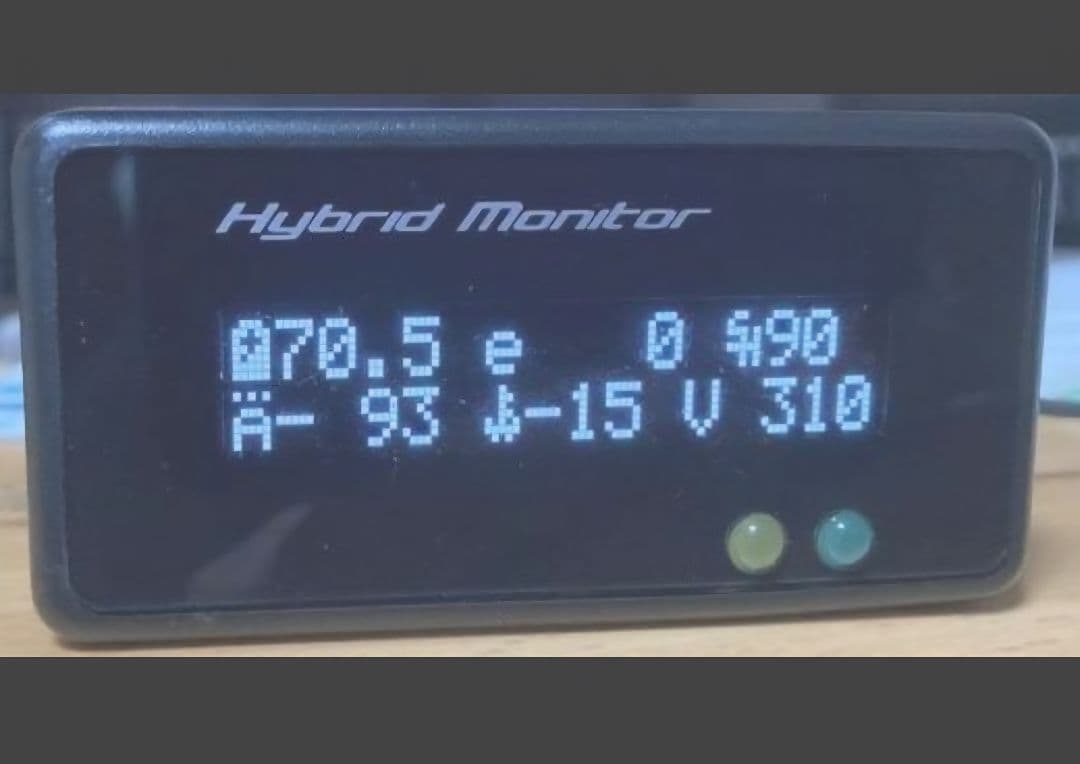 Hybrid Monitor
70.5 e 0 90
Ä- 93 -15 V 310